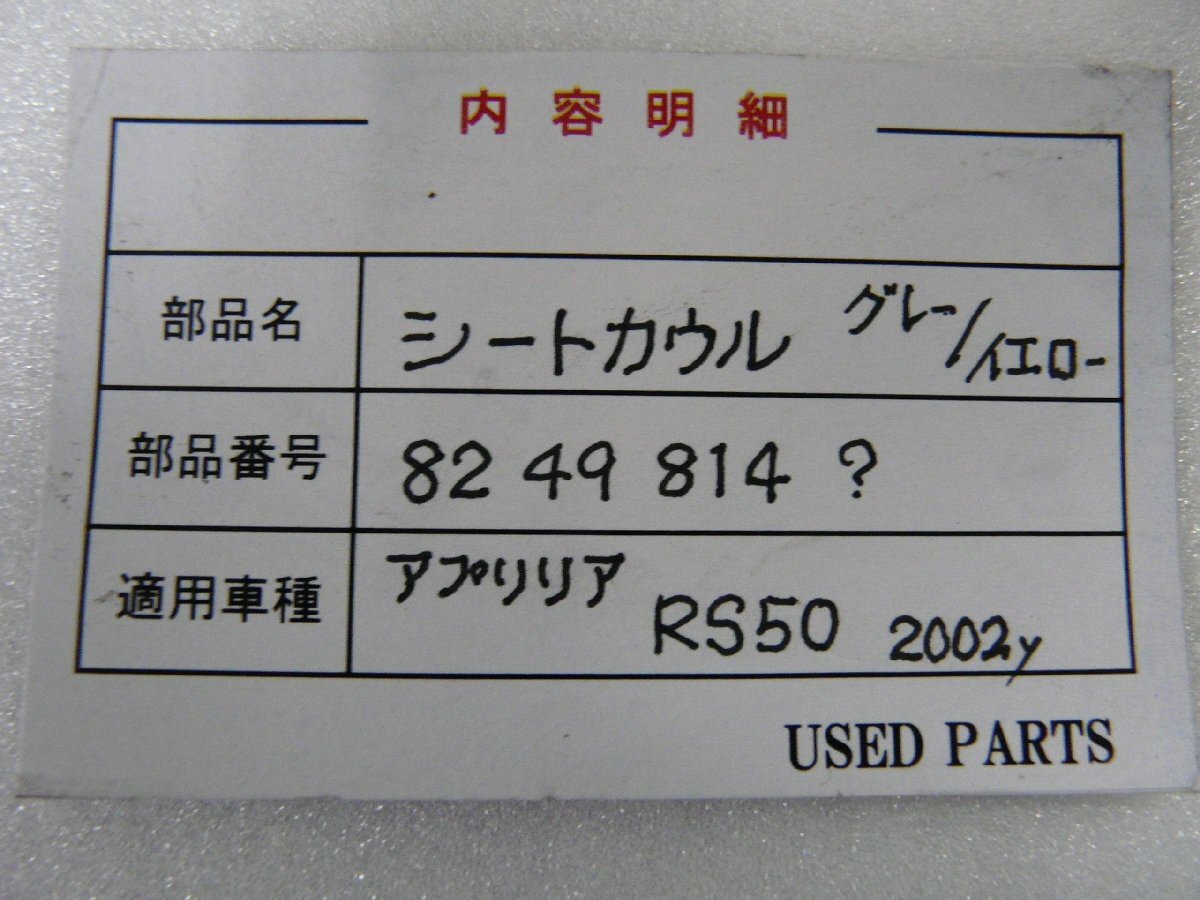 内容明細
部品名 シートカウル グレー/イエロー
部品番号 82 49 814 ?
適用車種 アプリリア RS50 2002y
USED PARTS